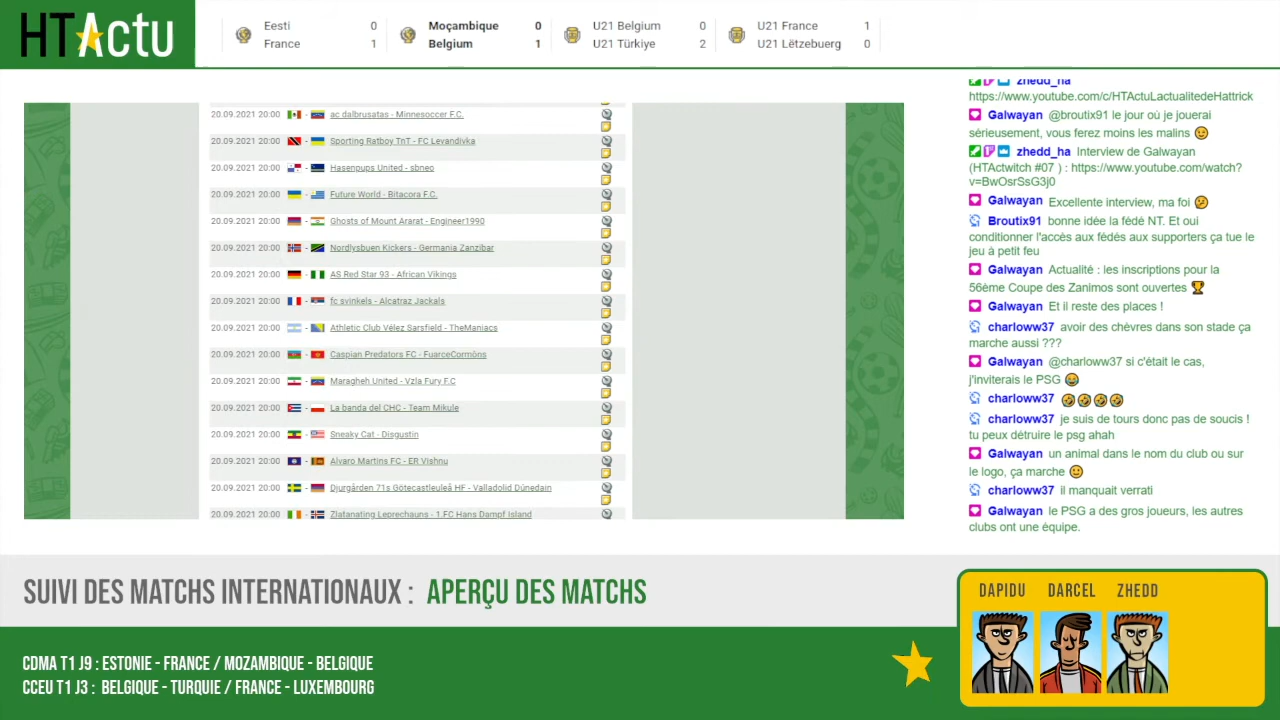 HTActu
Eesti 0
France 1
Moçambique 0
Belgium 1
U21 Belgium 0
U21 Türkiye 2
U21 France 1
U21 Lëtzebuerg 0
20.09.2021 20:00 - ac dalbrusatas - Minnesoccer F.C.
20.09.2021 20:00 - Sporting Ratboy TnT - FC Levandivka
20.09.2021 20:00 - Hasenpups United - sbneo
20.09.2021 20:00 - Future World - Bitacora F.C.
20.09.2021 20:00 - Ghosts of Mount Ararat - Engineer1990
20.09.2021 20:00 - Nordlysbuen Kickers - Germania Zanzibar
20.09.2021 20:00 - AS Red Star 93 - African Vikings
20.09.2021 20:00 - fc svinkels - Alcatraz Jackals
20.09.2021 20:00 - Athletic Club Vélez Sarsfield - TheManiacs
20.09.2021 20:00 - Caspian Predators FC - FuarceCormòns
20.09.2021 20:00 - Maragheh United - Vzla Fury F.C
20.09.2021 20:00 - La banda del CHC - Team Mikule
20.09.2021 20:00 - Sneaky Cat - Disgustin
20.09.2021 20:00 - Alvaro Martins FC - ER Vishnu
20.09.2021 20:00 - Djurgården 71s Götecastleuleå HF - Valladolid Dúnedain
20.09.2021 20:00 - Zlatanating Leprechauns - 1.FC Hans Dampf Island
zhedd_ha
https://www.youtube.com/c/HTActuLactualitedeHattrick
Galwayan @broutix91 le jour où je jouerai
sérieusement, vous ferez moins les malins 😉
zhedd_ha Interview de Galwayan
(HTActwitch #07 ) : https://www.youtube.com/watch?
v=BwOsrSsG3j0
Galwayan Excellente interview, ma foi 🤔
Broutix91 bonne idée la fédé NT. Et oui
conditionner l'accès aux fédés aux supporters ça tue le
jeu à petit feu
Galwayan Actualité : les inscriptions pour la
56ème Coupe des Zanimos sont ouvertes 🏆
Galwayan Et il reste des places !
charloww37 avoir des chèvres dans son stade ça
marche aussi ???
Galwayan @charloww37 si c'était le cas,
j'inviterais le PSG 😂
charloww37 🤣🤣🤣🤣
charloww37 je suis de tours donc pas de soucis !
tu peux détruire le psg ahah
Galwayan un animal dans le nom du club ou sur
le logo, ça marche 🙂
charloww37 il manquait verrati
Galwayan le PSG a des gros joueurs, les autres
clubs ont une équipe.
SUIVI DES MATCHS INTERNATIONAUX : APERÇU DES MATCHS
CDMA T1 J9 : ESTONIE - FRANCE / MOZAMBIQUE - BELGIQUE
CCEU T1 J3 : BELGIQUE - TURQUIE / FRANCE - LUXEMBOURG
DAPIDU DARCEL ZHEDD